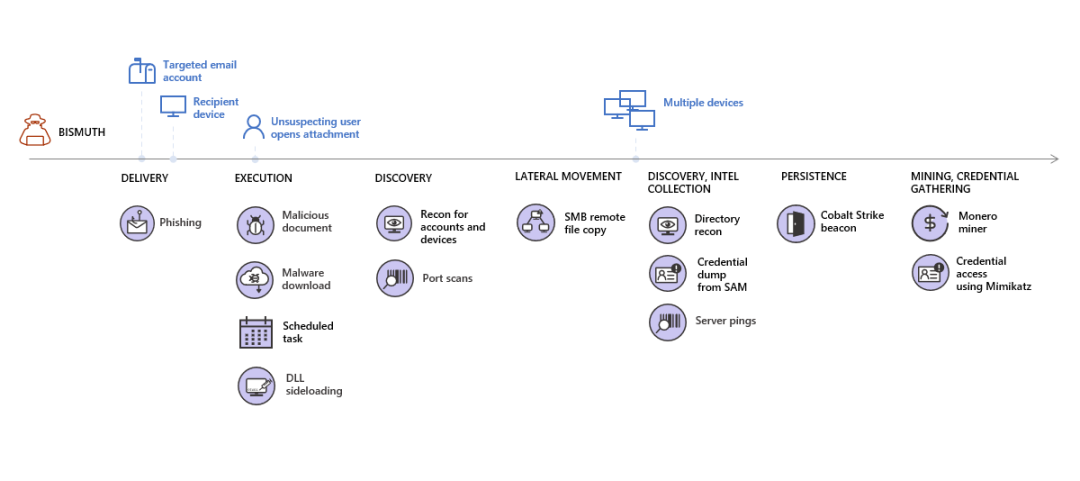 Targeted email
account
Recipient
device
Unsuspecting user
opens attachment
Multiple devices
BISMUTH
DELIVERY
Phishing
EXECUTION
Malicious
document
Malware
download
Scheduled
task
DLL
sideloading
DISCOVERY
Recon for
accounts and
devices
Port scans
LATERAL MOVEMENT
SMB remote
file copy
DISCOVERY, INTEL
COLLECTION
Directory
recon
Credential
dump
from SAM
Server pings
PERSISTENCE
Cobalt Strike
beacon
MINING, CREDENTIAL
GATHERING
Monero
miner
Credential
access
using Mimikatz